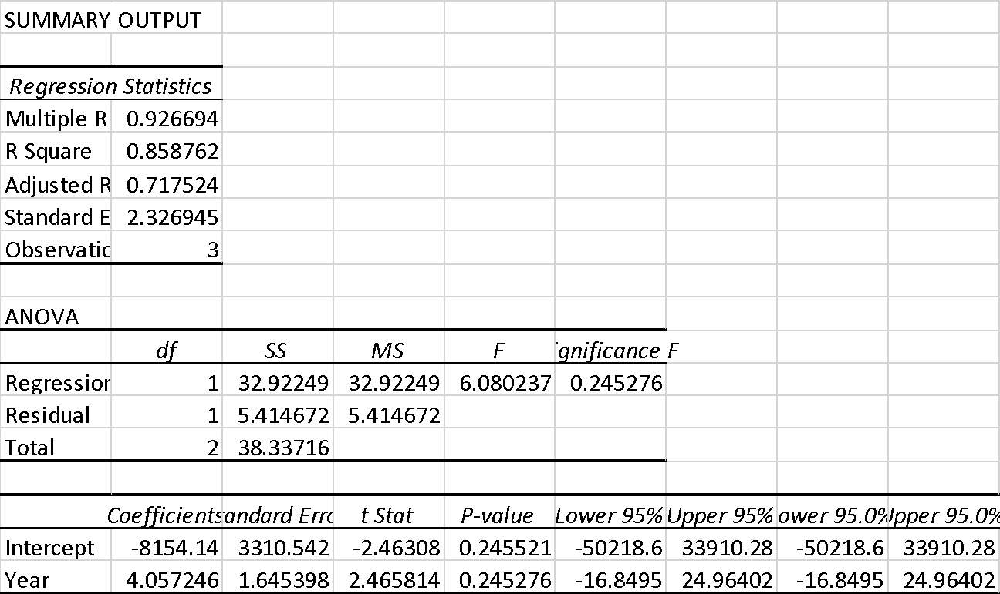 SUMMARY OUTPUT
Regression Statistics
Multiple R 0.926694
R Square 0.858762
Adjusted R 0.717524
Standard E 2.326945
Observatio 3
ANOVA
df SS MS F ignificance F
Regression 1 32.92249 32.92249 6.080237 0.245276
Residual 1 5.414672 5.414672
Total 2 38.33716
Coefficients andard Erro t Stat P-value Lower 95% Upper 95% ower 95.0% Upper 95.0%
Intercept -8154.14 3310.542 -2.46308 0.245521 -50218.6 33910.28 -50218.6 33910.28
Year 4.057246 1.645398 2.465814 0.245276 -16.8495 24.96402 -16.8495 24.96402